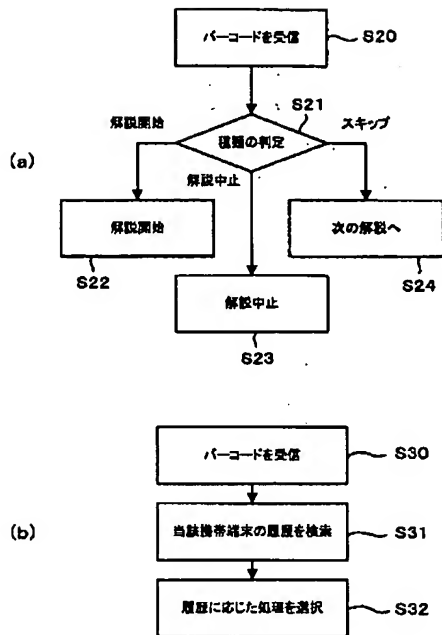 バーコードを受信
S20
S21
解説開始
スキップ
(a)
種類の判定
解説中止
解説開始
次の解説へ
S22
S24
解説中止
S23
バーコードを受信
S30
(b)
当該携帯端末の履歴を検索
S31
履歴に応じた処理を選択
S32